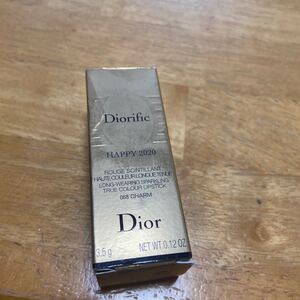 Diorific
HAPPY 2020
ROUGE SCINTILLANT
HAUTE COULEUR LONGUE TENUE
LONG-WEARING SPARKLING
TRUE COLOUR LIPSTICK
068 CHARM
Dior
3.5 g NET WT. 0.12 OZ